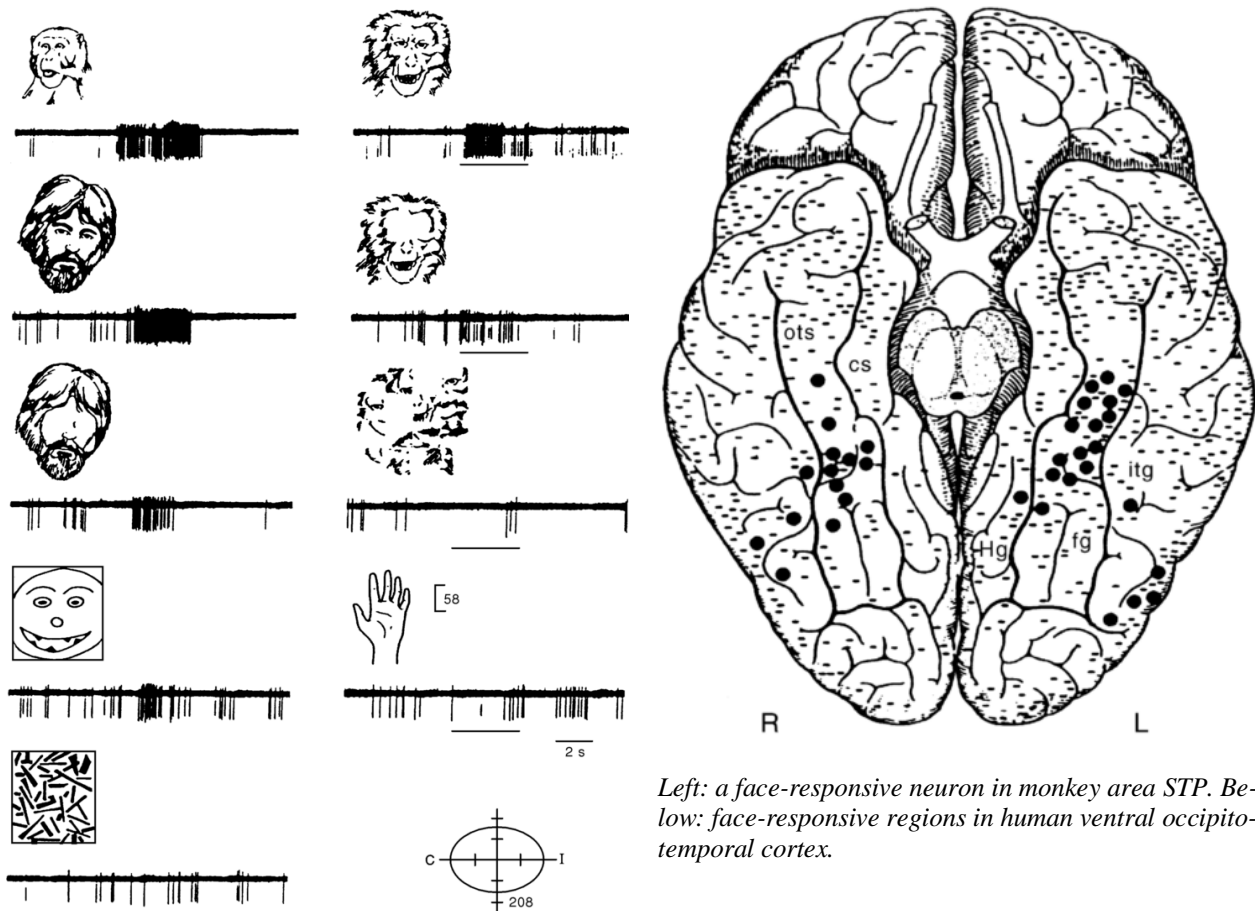 58
2 s
C
I
208
ots
cs
itg
Hg
fg
R
L
Left: a face-responsive neuron in monkey area STP. Be-
low: face-responsive regions in human ventral occipito-
temporal cortex.